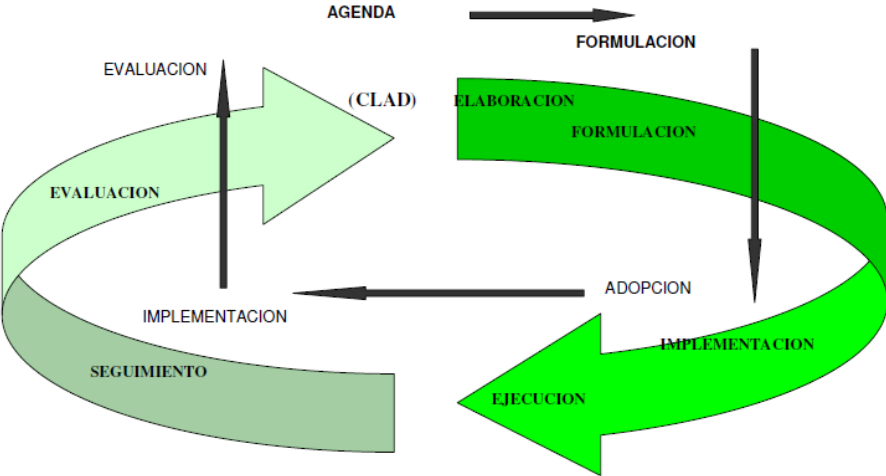 AGENDA
FORMULACION
EVALUACION
(CLAD)
ELABORACION
FORMULACION
EVALUACION
ADOPCION
IMPLEMENTACION
IMPLEMENTACION
SEGUIMIENTO
EJECUCION